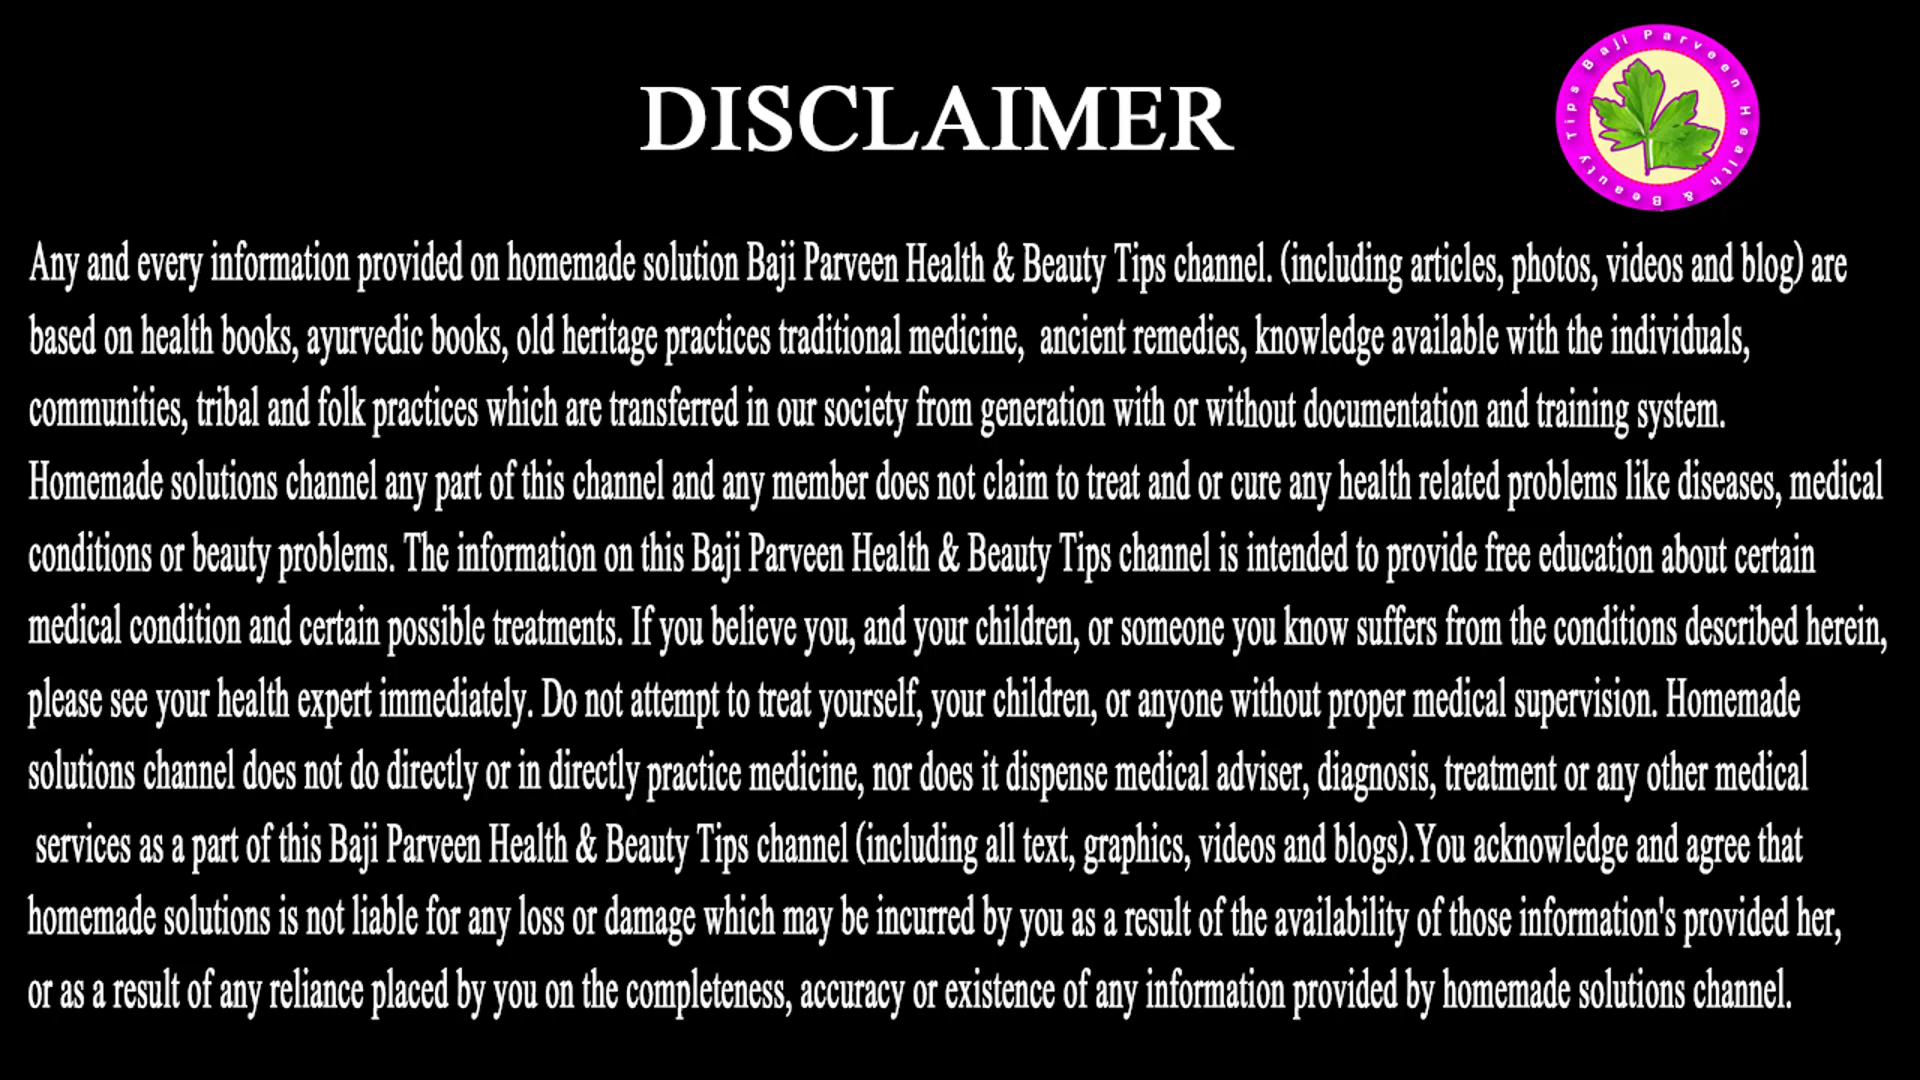 DISCLAIMER
Baji Parveen Health & Beauty Tips
Any and every information provided on homemade solution Baji Parveen Health & Beauty Tips channel. (including articles, photos, videos and blog) are
based on health books, ayurvedic books, old heritage practices traditional medicine, ancient remedies, knowledge available with the individuals,
communities, tribal and folk practices which are transferred in our society from generation with or without documentation and training system.
Homemade solutions channel any part of this channel and any member does not claim to treat and or cure any health related problems like diseases, medical
conditions or beauty problems. The information on this Baji Parveen Health & Beauty Tips channel is intended to provide free education about certain
medical condition and certain possible treatments. If you believe you, and your children, or someone you know suffers from the conditions described herein,
please see your health expert immediately. Do not attempt to treat yourself, your children, or anyone without proper medical supervision. Homemade
solutions channel does not do directly or in directly practice medicine, nor does it dispense medical adviser, diagnosis, treatment or any other medical
services as a part of this Baji Parveen Health & Beauty Tips channel (including all text, graphics, videos and blogs).You acknowledge and agree that
homemade solutions is not liable for any loss or damage which may be incurred by you as a result of the availability of those information's provided her,
or as a result of any reliance placed by you on the completeness, accuracy or existence of any information provided by homemade solutions channel.